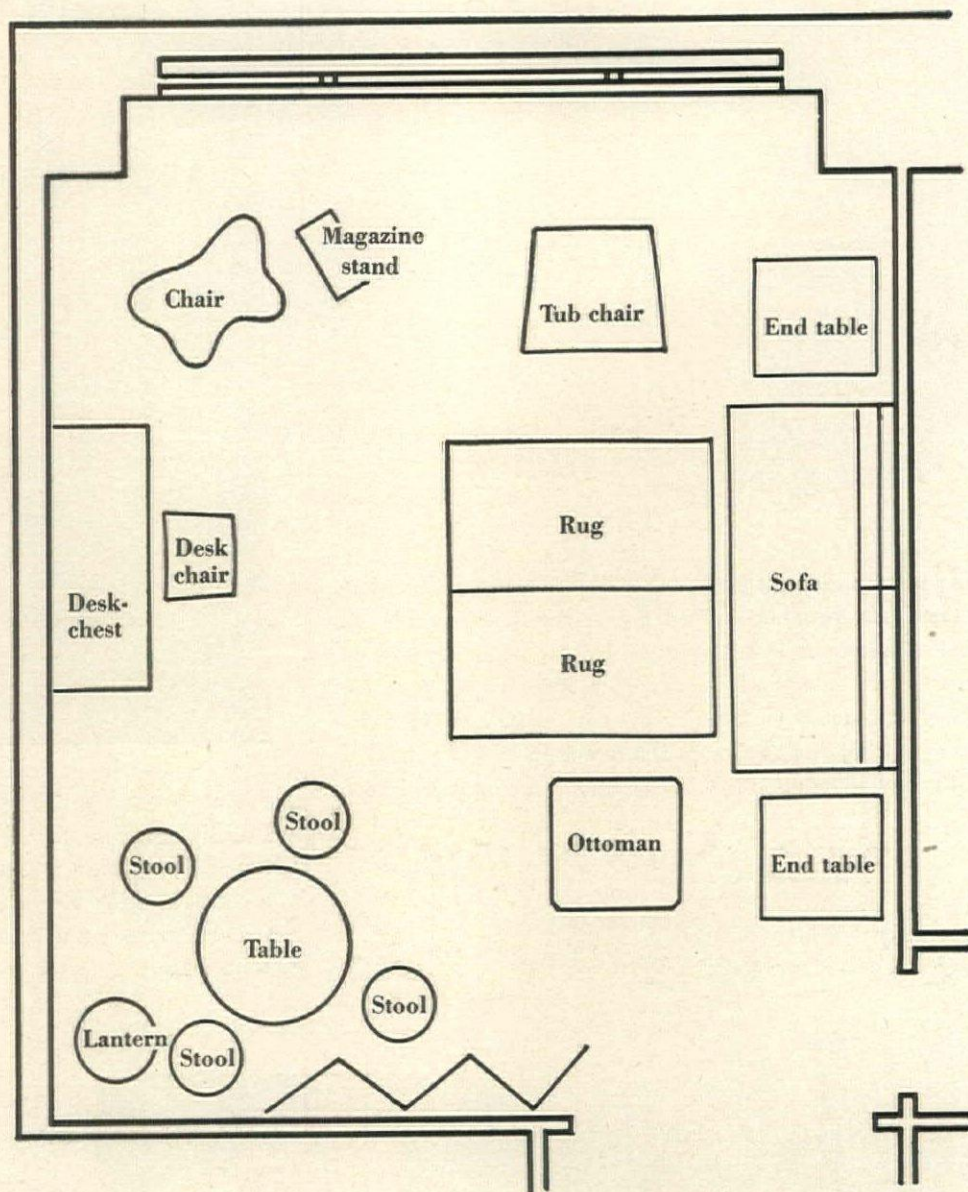 Magazine
stand
Chair
Tub chair
End table
Rug
Desk
chair
Sofa
Desk-
chest
Rug
Stool
Stool
Ottoman
End table
Table
Stool
Lantern
Stool